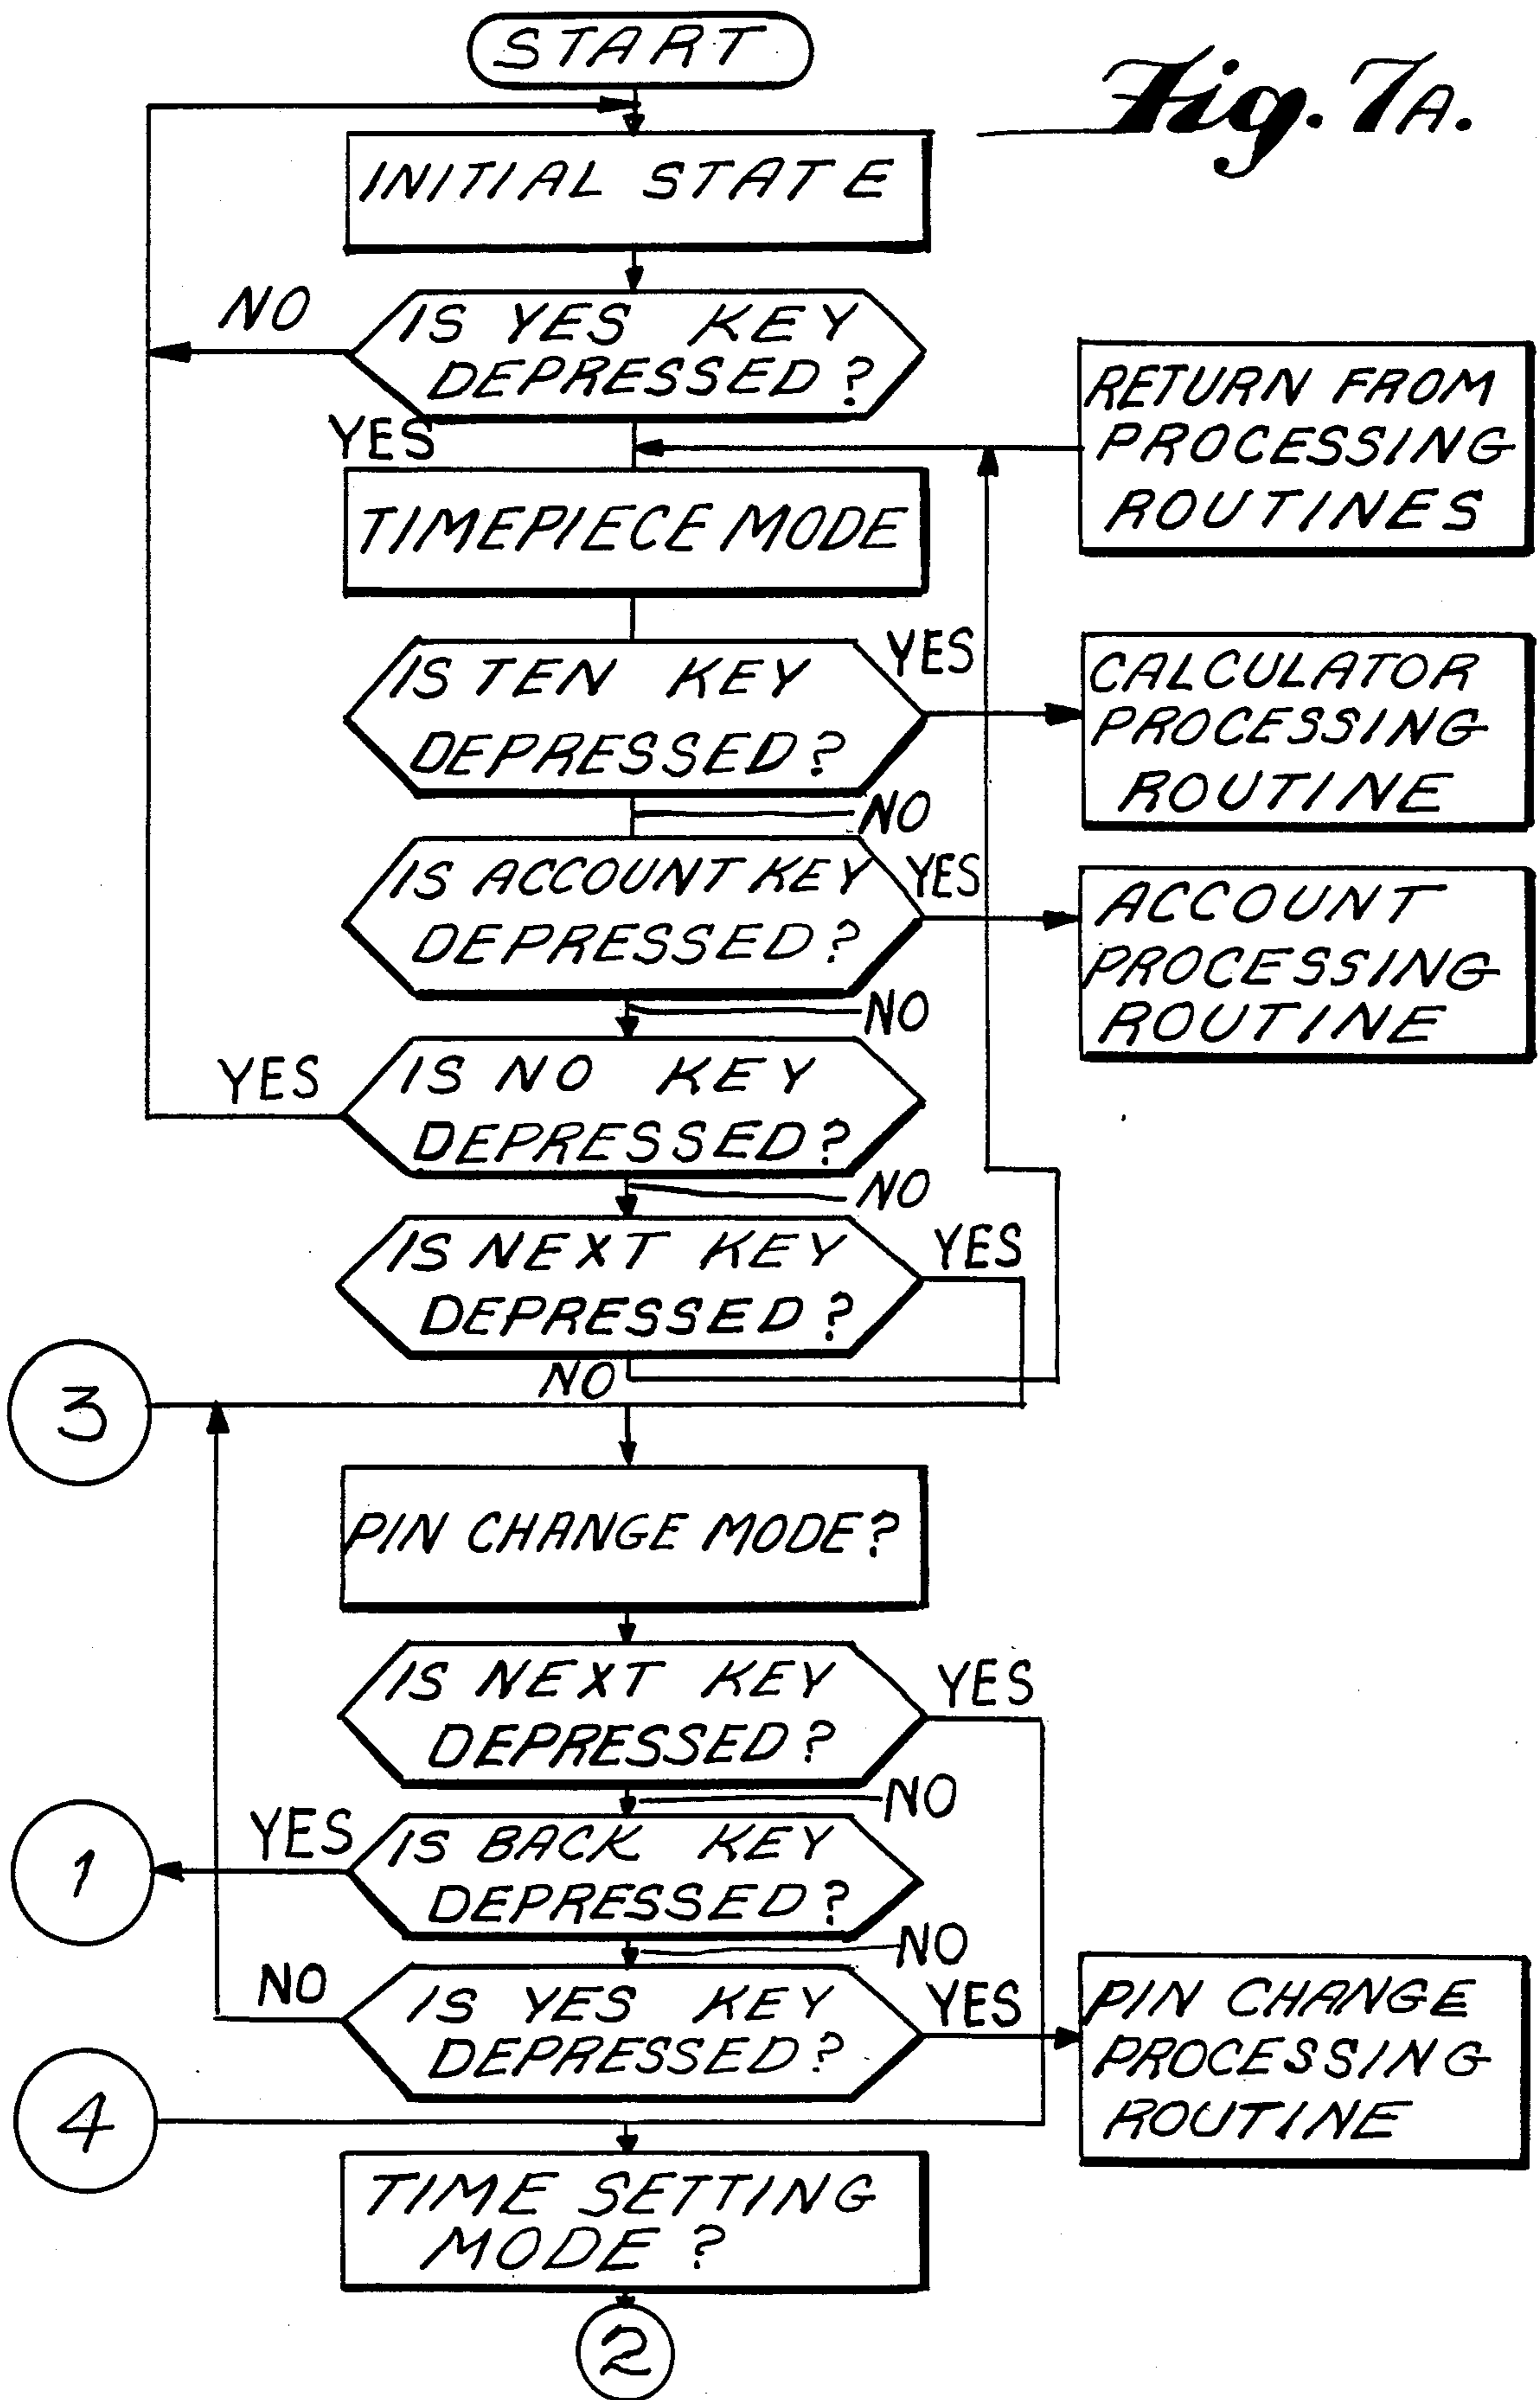 START
Fig. 7A.
INITIAL STATE
NO
IS YES KEY
DEPRESSED?
YES
RETURN FROM
PROCESSING
ROUTINES
TIMEPIECE MODE
IS TEN KEY
DEPRESSED?
YES
CALCULATOR
PROCESSING
ROUTINE
NO
IS ACCOUNT KEY
DEPRESSED?
YES
ACCOUNT
PROCESSING
ROUTINE
NO
YES
IS NO KEY
DEPRESSED?
NO
IS NEXT KEY
DEPRESSED?
YES
NO
3
PIN CHANGE MODE?
IS NEXT KEY
DEPRESSED?
YES
NO
1
YES
IS BACK KEY
DEPRESSED?
NO
NO
IS YES KEY
DEPRESSED?
YES
PIN CHANGE
PROCESSING
ROUTINE
4
TIME SETTING
MODE?
2